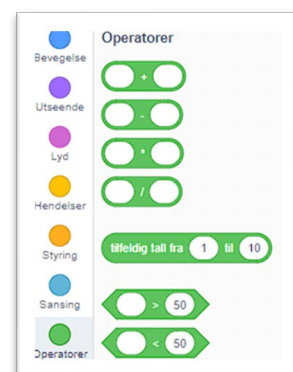 Bevegelse
Utseende
Lyd
Hendelser
Styring
Sansing
Operatorer
Operatorer
+
-
*
/
tilfeldig tall fra 1 til 10
> 50
< 50